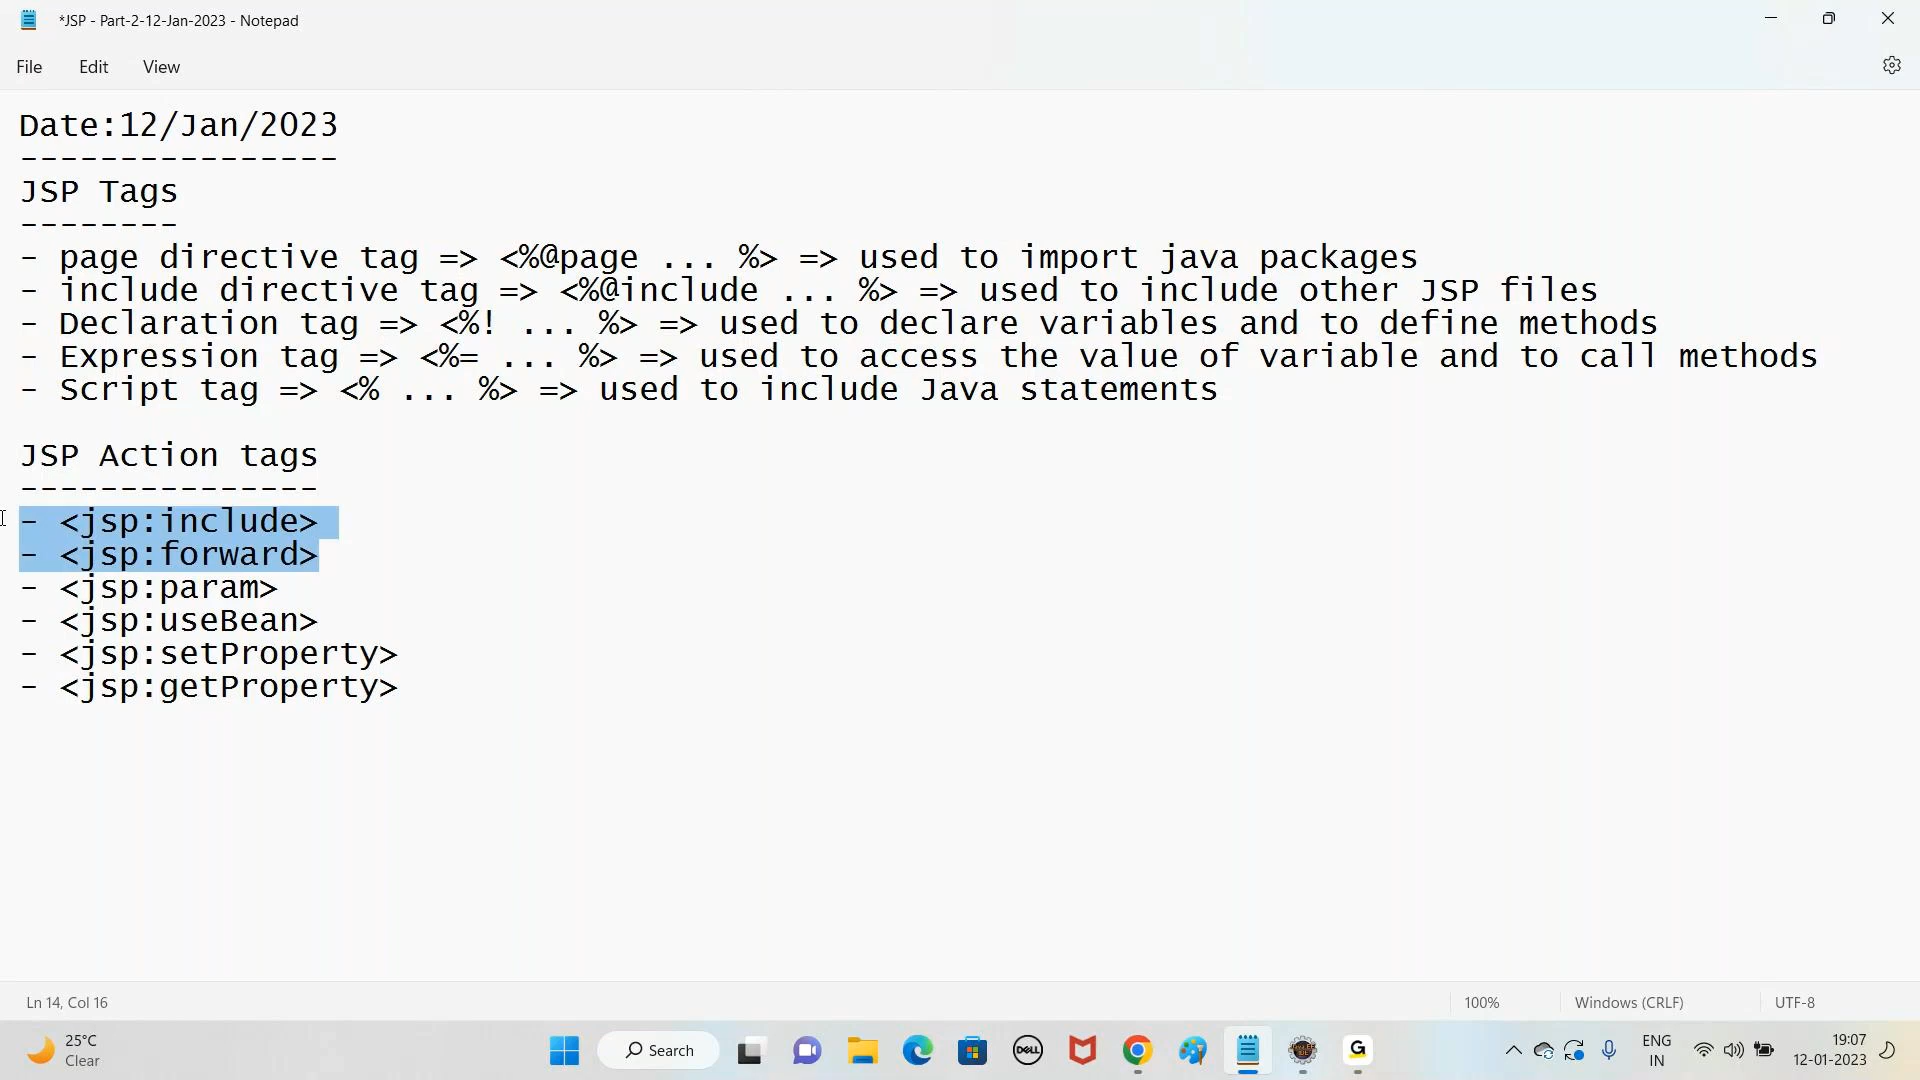 *JSP - Part-2-12-Jan-2023 - Notepad
File Edit View
Date:12/Jan/2023
----------------
JSP Tags
--------
- page directive tag => <%@page ... %> => used to import java packages
- include directive tag => <%@include ... %> => used to include other JSP files
- Declaration tag => <%! ... %> => used to declare variables and to define methods
- Expression tag => <%= ... %> => used to access the value of variable and to call methods
- Script tag => <% ... %> => used to include Java statements
JSP Action tags
---------------
- <jsp:include>
- <jsp:forward>
- <jsp:param>
- <jsp:useBean>
- <jsp:setProperty>
- <jsp:getProperty>
Ln 14, Col 16 100% Windows (CRLF) UTF-8
25°C
Clear
Search
DELL
G
ENG
IN
19:07
12-01-2023